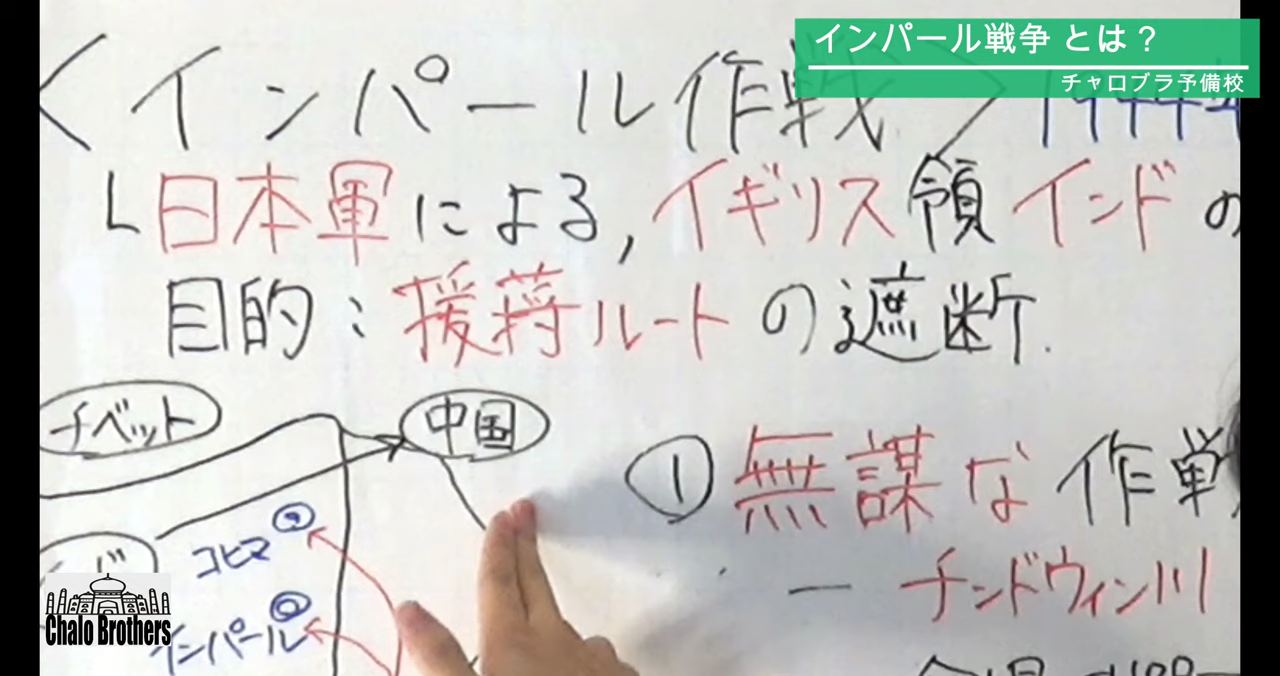 インパール戦争 とは？
チャロブラ予備校
<インパール作戦> 1944
└日本軍による,イギリス領インドの
目的：援蒋ルートの遮断.
チベット
中国
① 無謀な作戦
コヒマ
インパール
― チンドウィン川
Chalo Brothers